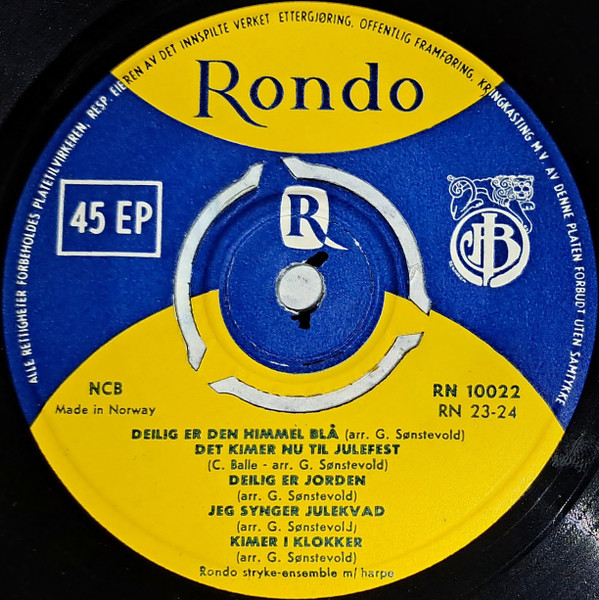 ALLE RETTIGHETER FORBEHOLDES PLATETILVIRKEREN, RESP. EIEREN AV DET INNSPILTE VERKET. ETTERGJØRING, OFFENTLIG FRAMFØRING, KRINGKASTING M V AV DENNE PLATEN FORBUDT UTEN SAMTYKKE
Rondo
45 EP
R
JB
NCB
Made in Norway
RN 10022
RN 23-24
DEILIG ER DEN HIMMEL BLÅ (arr. G. Sønstevold)
DET KIMER NU TIL JULEFEST
(C. Balle - arr. G. Sønstevold)
DEILIG ER JORDEN
(arr. G. Sønstevold)
JEG SYNGER JULEKVAD
(arr. G. Sønstevold)
KIMER I KLOKKER
(arr. G. Sønstevold)
Rondo stryke-ensemble m/ harpe